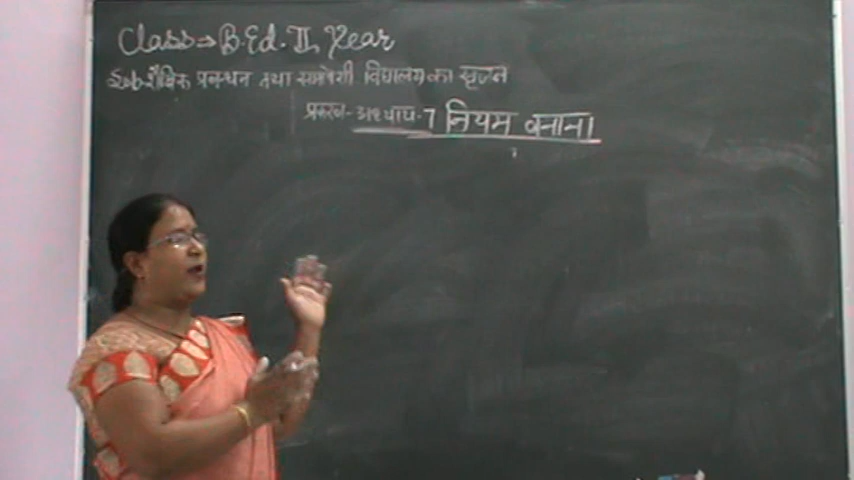 Class⇒B.Ed. II Year
Sub-शैक्षिक प्रबन्धन तथा समावेशी विद्यालय का सृजन
प्रकरण- अध्याय-7 नियम बनाना